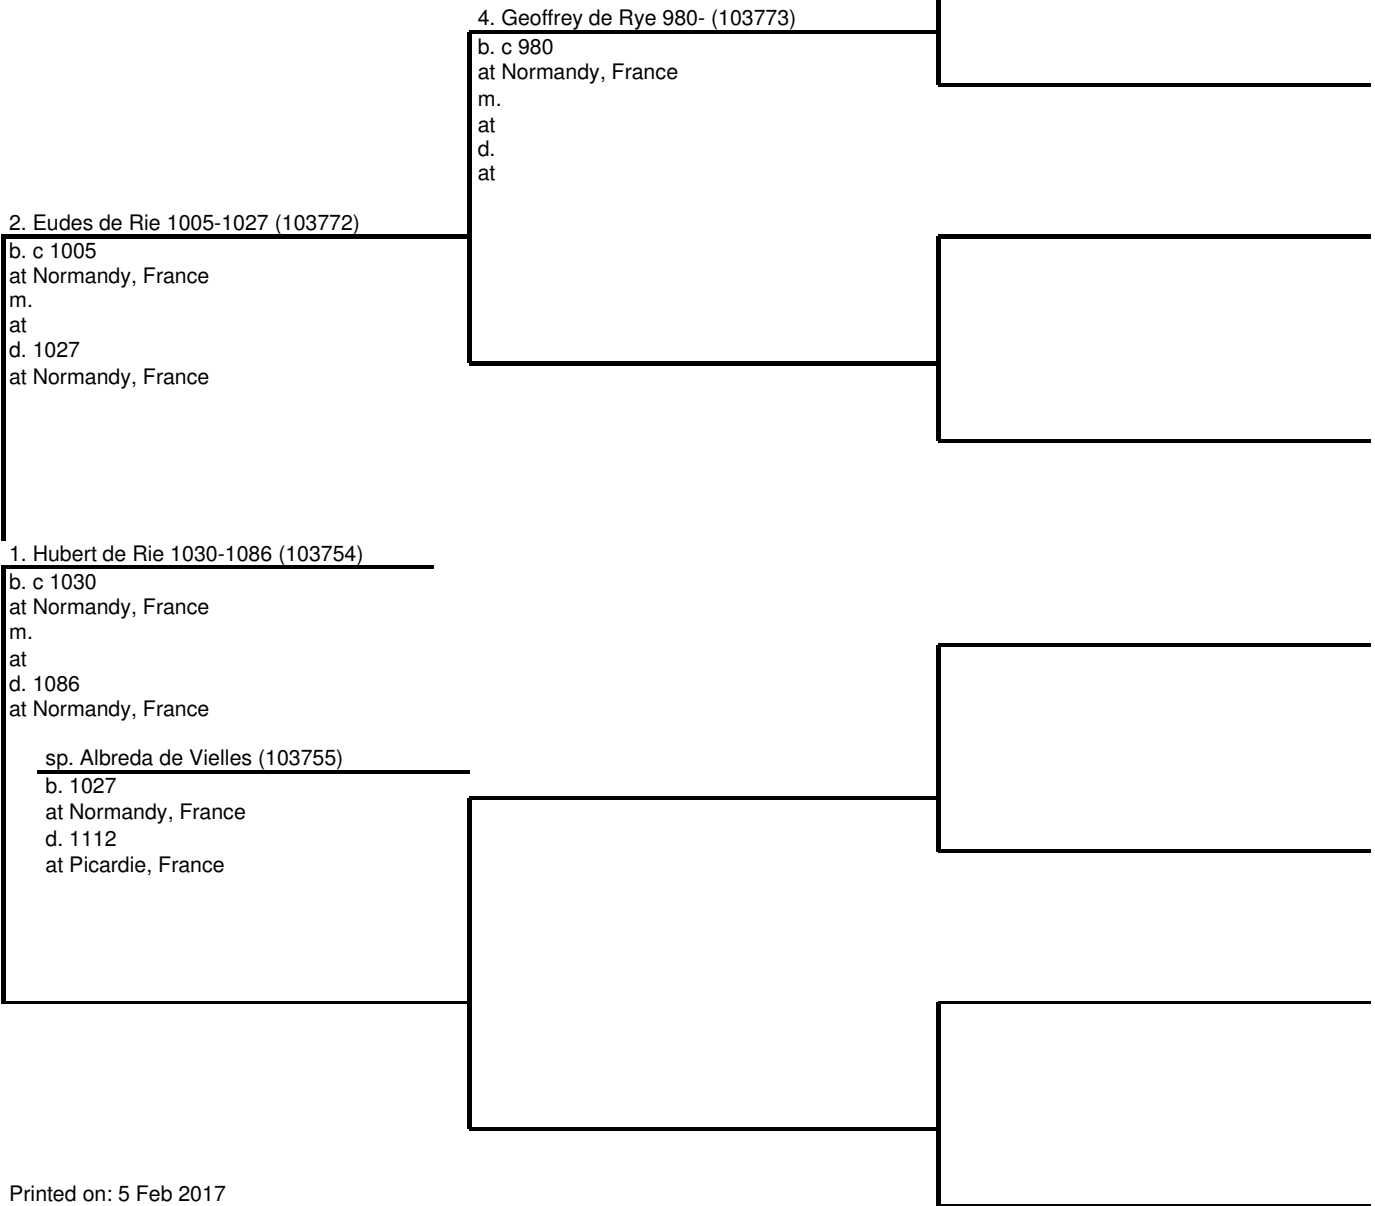 4. Geoffrey de Rye 980- (103773)
b. c 980
at Normandy, France
m.
at
d.
at
2. Eudes de Rie 1005-1027 (103772)
b. c 1005
at Normandy, France
m.
at
d. 1027
at Normandy, France
1. Hubert de Rie 1030-1086 (103754)
b. c 1030
at Normandy, France
m.
at
d. 1086
at Normandy, France
sp. Albreda de Vielles (103755)
b. 1027
at Normandy, France
d. 1112
at Picardie, France
Printed on: 5 Feb 2017